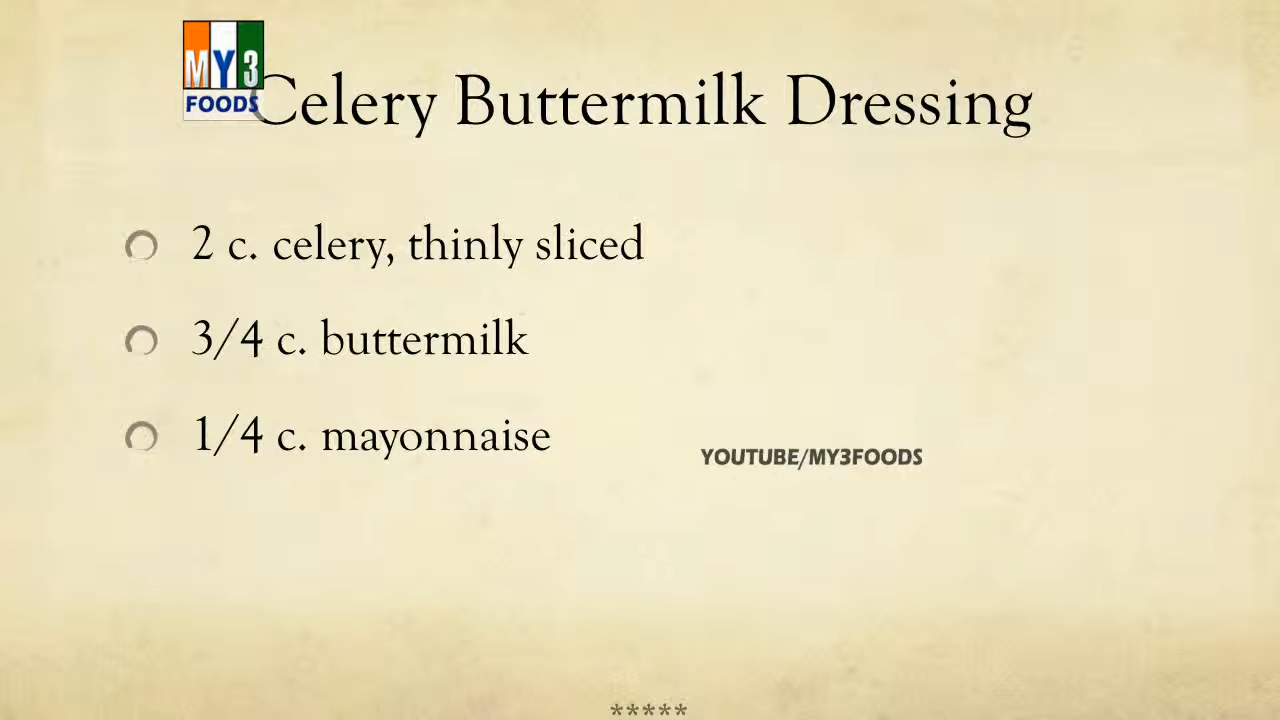 MY3
FOODS
Celery Buttermilk Dressing
2 c. celery, thinly sliced
3/4 c. buttermilk
1/4 c. mayonnaise
YOUTUBE/MY3FOODS
*****